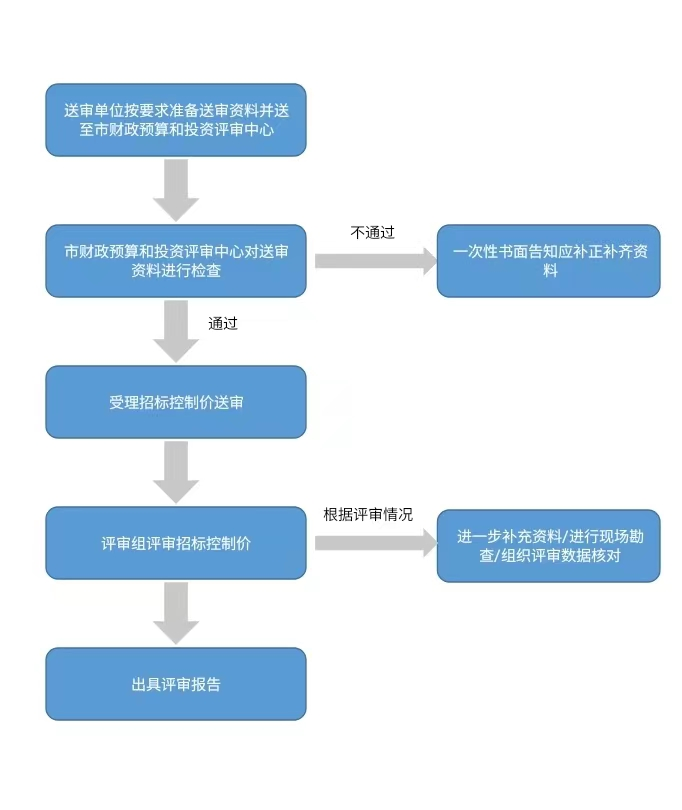 送审单位按要求准备送审资料并送
至市财政预算和投资评审中心
市财政预算和投资评审中心对送审
资料进行检查
不通过
一次性书面告知应补正补齐资
料
通过
受理招标控制价送审
评审组评审招标控制价
根据评审情况
进一步补充资料/进行现场勘
查/组织评审数据核对
出具评审报告